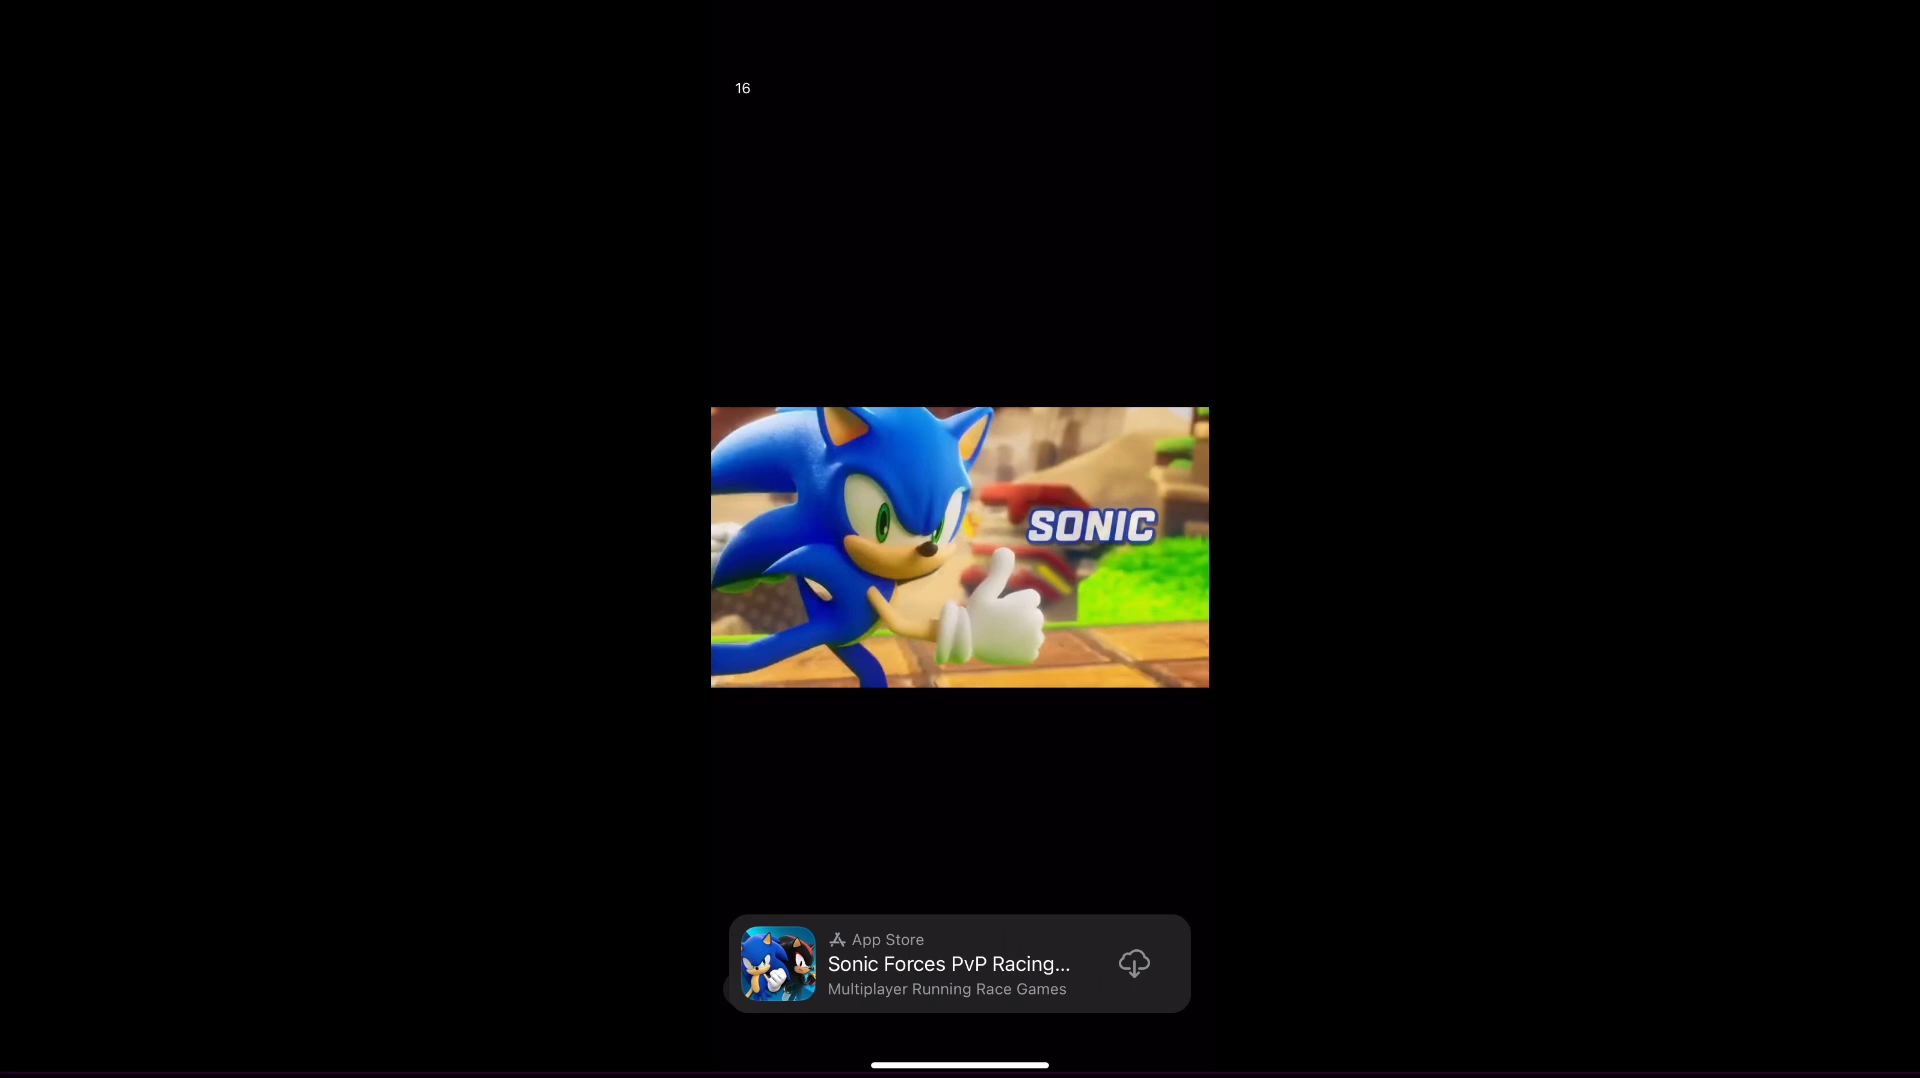 16
SONIC
App Store
Sonic Forces PvP Racing...
Multiplayer Running Race Games